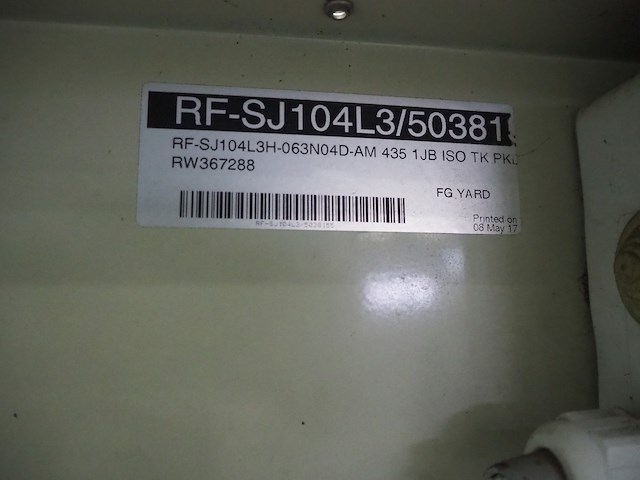 RF-SJ104L3/50381
RF-SJ104L3H-063N04D-AM 435 1JB ISO TK PKL
RW367288
FG YARD
Printed on
08 May 17